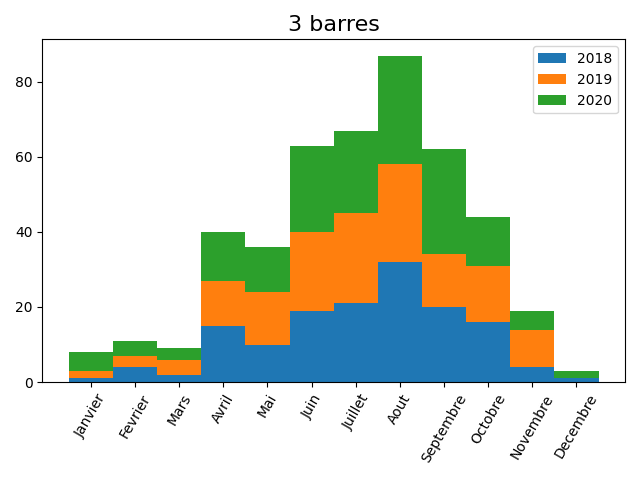 3 barres
2018
2019
2020
80
60
40
20
0
Janvier
Fevrier
Mars
Avril
Mai
Juin
Juillet
Aout
Septembre
Octobre
Novembre
Decembre